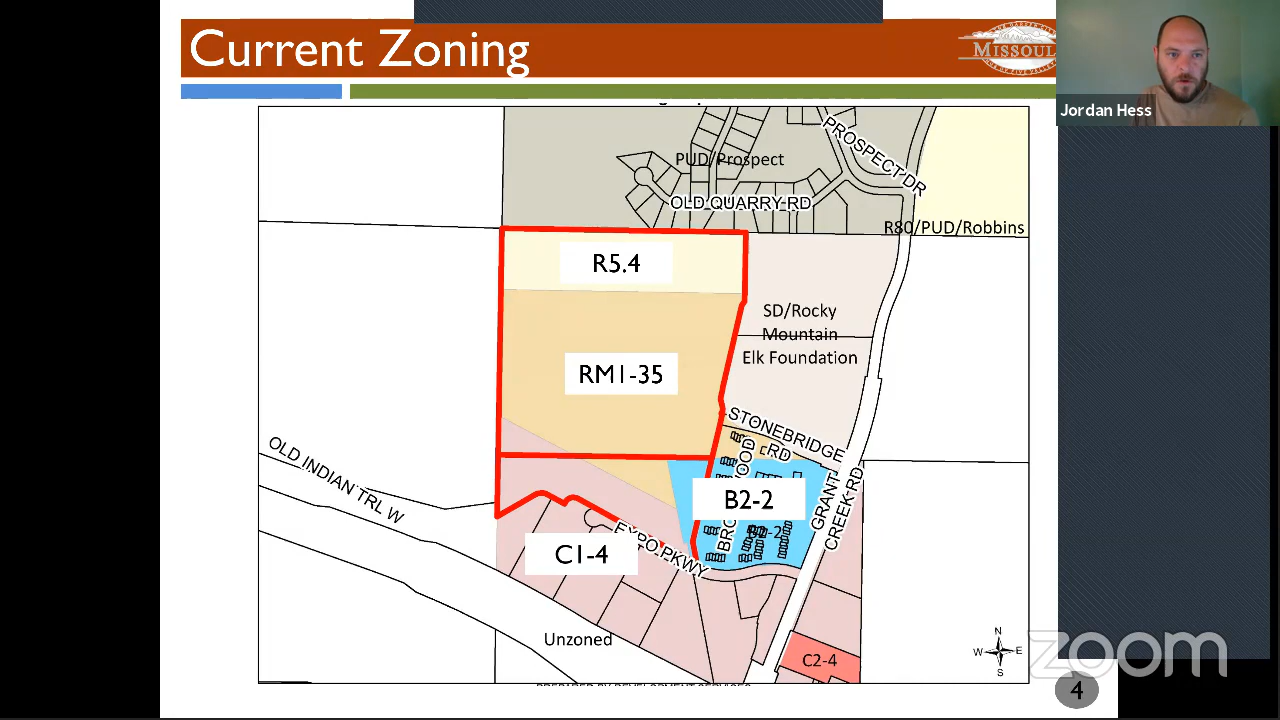 Current Zoning
MISSOUL
Jordan Hess
PUD/Prospect
PROSPECT DR
OLD QUARRY RD
R80/PUD/Robbins
R5.4
SD/Rocky
Mountain
Elk Foundation
RM1-35
STONEBRIDGE
RD
OLD INDIAN TRL W
GRANT
CREEK RD
B2-2
EXPO PKWY
C1-4
Unzoned
C2-4
N
W
E
S
zoom
4